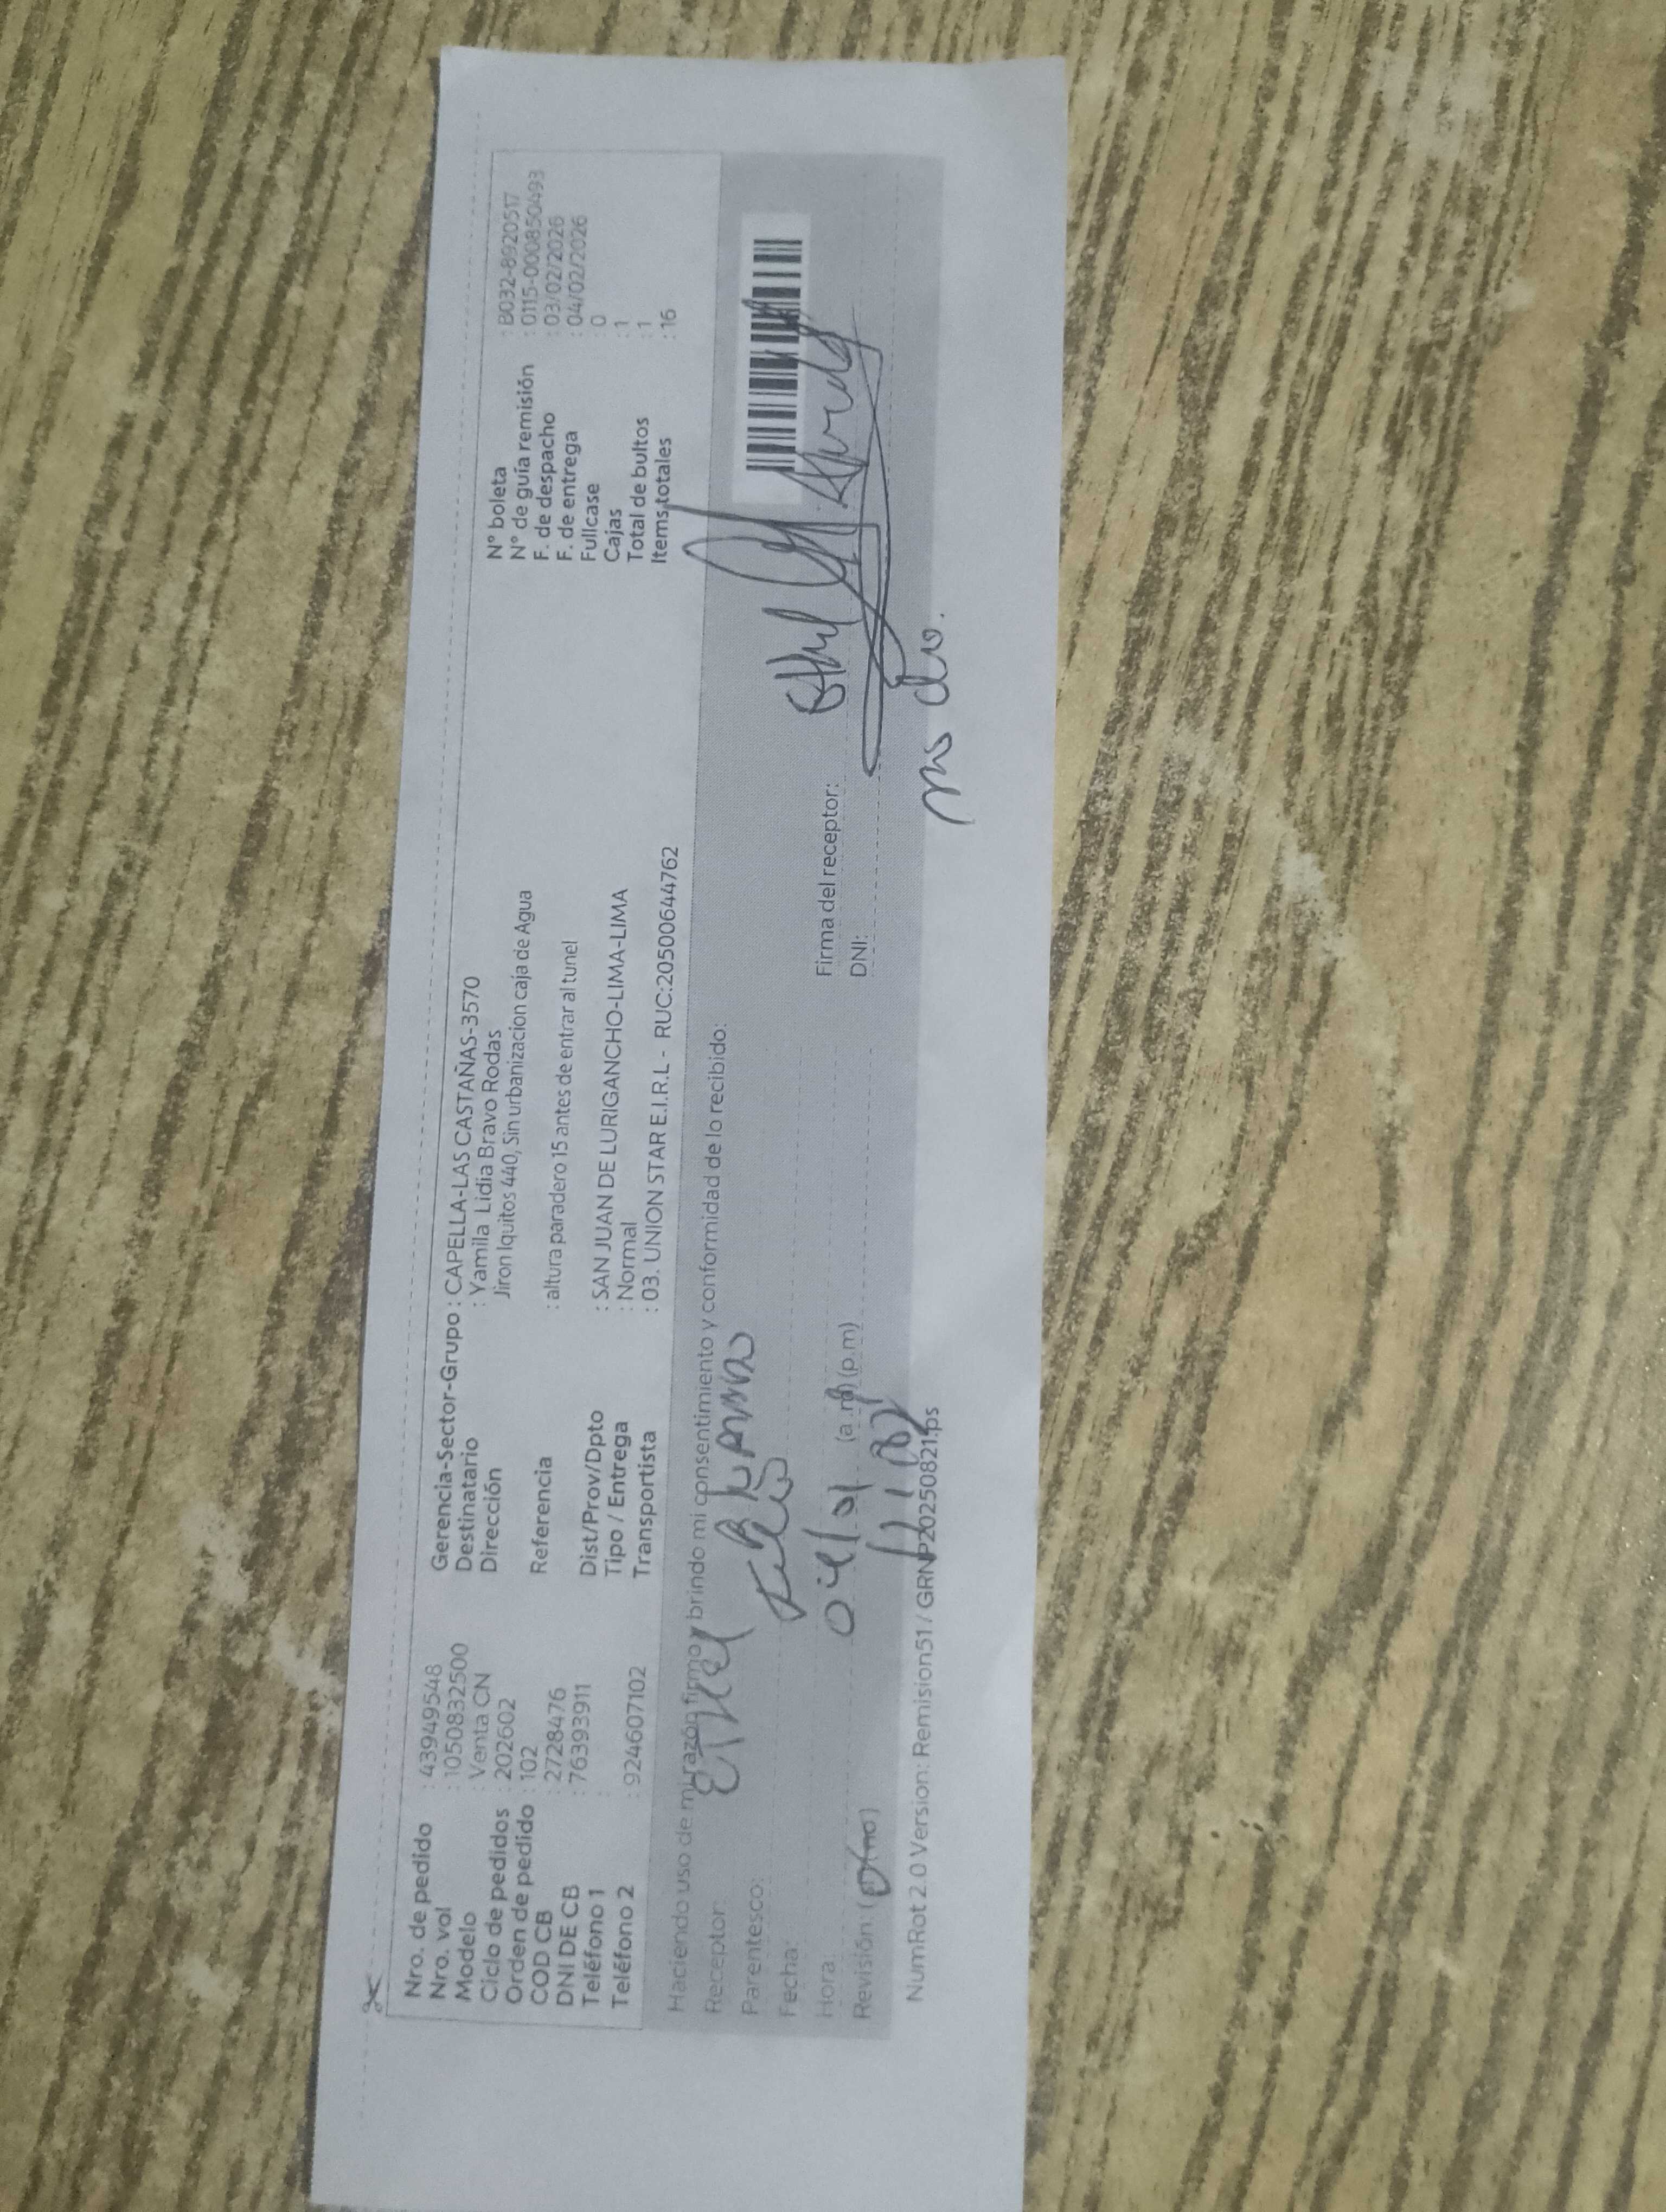 Nro. de pedido : 43949548
Nro. vol : 1050832500
Modelo : Venta CN
Ciclo de pedidos : 202602
Orden de pedido : 102
COD CB : 27228476
DNI DE CB : 76393911
Teléfono 1 :
Teléfono 2 : 924607102
Gerencia-Sector-Grupo : CAPELLA-LAS CASTAÑAS-3570
Destinatario : Yamila Lidia Bravo Rodas
Dirección Jiron Iquitos 440, Sin urbanizacion caja de Agua
Referencia : altura paradero 15 antes de entrar al tunel
Dist/Prov/Dpto : SAN JUAN DE LURIGANCHO-LIMA-LIMA
Tipo / Entrega : Normal
Transportista : 03. UNION STAR E.I.R.L - RUC:20500644762
N° boleta : B032-8920517
N° de guía remisión : 0115-000850493
F. de despacho : 03/02/2026
F. de entrega : 04/02/2026
Fullcase : 0
Cajas : 1
Total de bultos : 1
Items totales : 16
Haciendo uso de mi razón firmo y brindo mi consentimiento y conformidad de lo recibido:
Receptor:
Parentesco:
Fecha:
Hora: (a.m) (p.m)
Revisión: (no)
Firma del receptor:
DNI:
NumRot 2.0 Version: Remision51 / GRNP20250821.ps